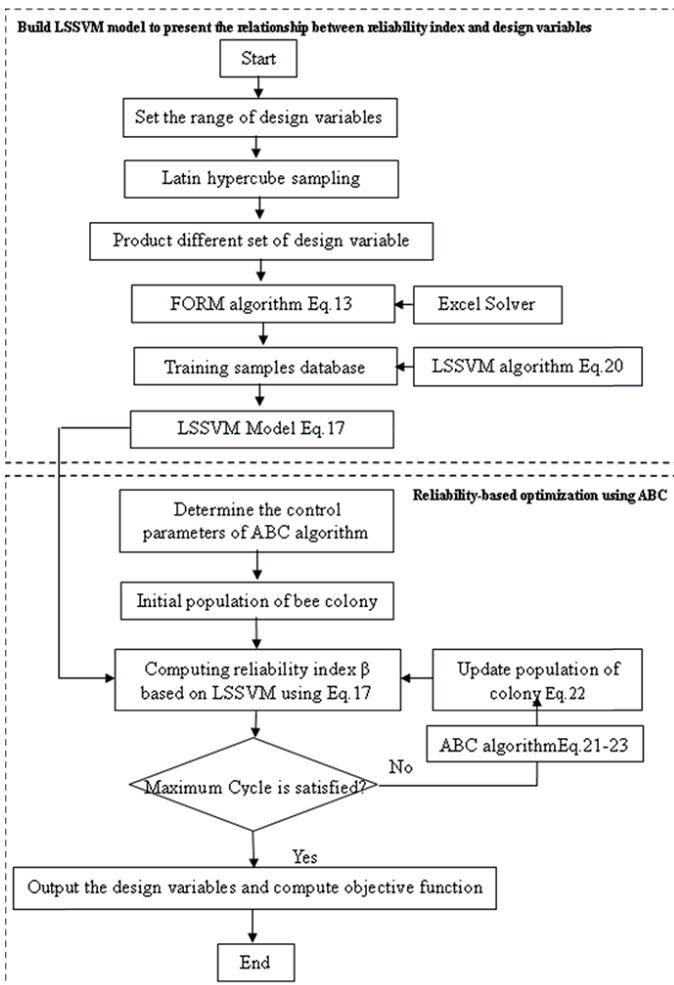 Build LSSVM model to present the relationship between reliability index and design variables
Start
Set the range of design variables
Latin hypercube sampling
Product different set of design variable
FORM algorithm Eq.13
Excel Solver
Training samples database
LSSVM algorithm Eq.20
LSSVM Model Eq.17
Reliability-based optimization using ABC
Determine the control
parameters of ABC algorithm
Initial population of bee colony
Computing reliability index β
based on LSSVM using Eq.17
Update population of
colony Eq.22
ABC algorithmEq.21-23
No
Maximum Cycle is satisfied?
Yes
Output the design variables and compute objective function
End